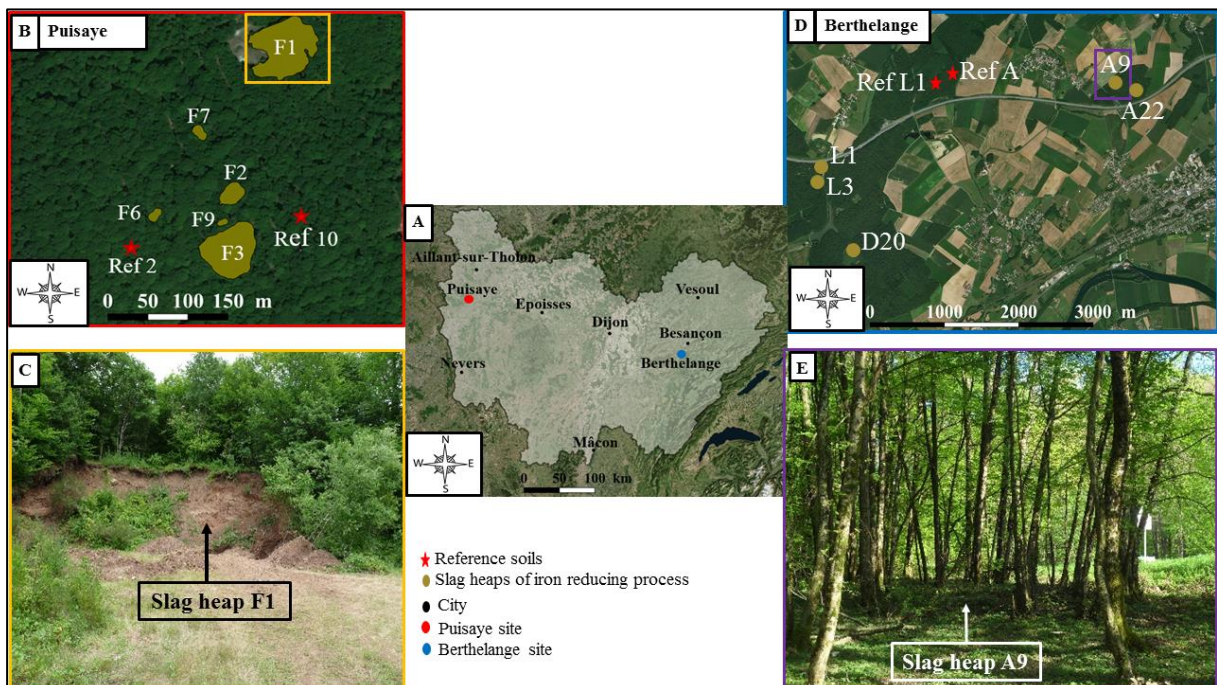 B Puisaye
F1
F7
F2
F6
F9
Ref 10
F3
Ref 2
N
W E
S
0 50 100 150 m
A
Aillant-sur-Tholon
Puisaye
Epoisses
Vesoul
Dijon
Besançon
Nevers
Berthelange
Mâcon
N
W E
S
0 50 100 km
D Berthelange
A9
Ref A
Ref L1
A22
L1
L3
D20
N
W E
S
0 1000 2000 3000 m
C
Slag heap F1
Reference soils
Slag heaps of iron reducing process
City
Puisaye site
Berthelange site
E
Slag heap A9